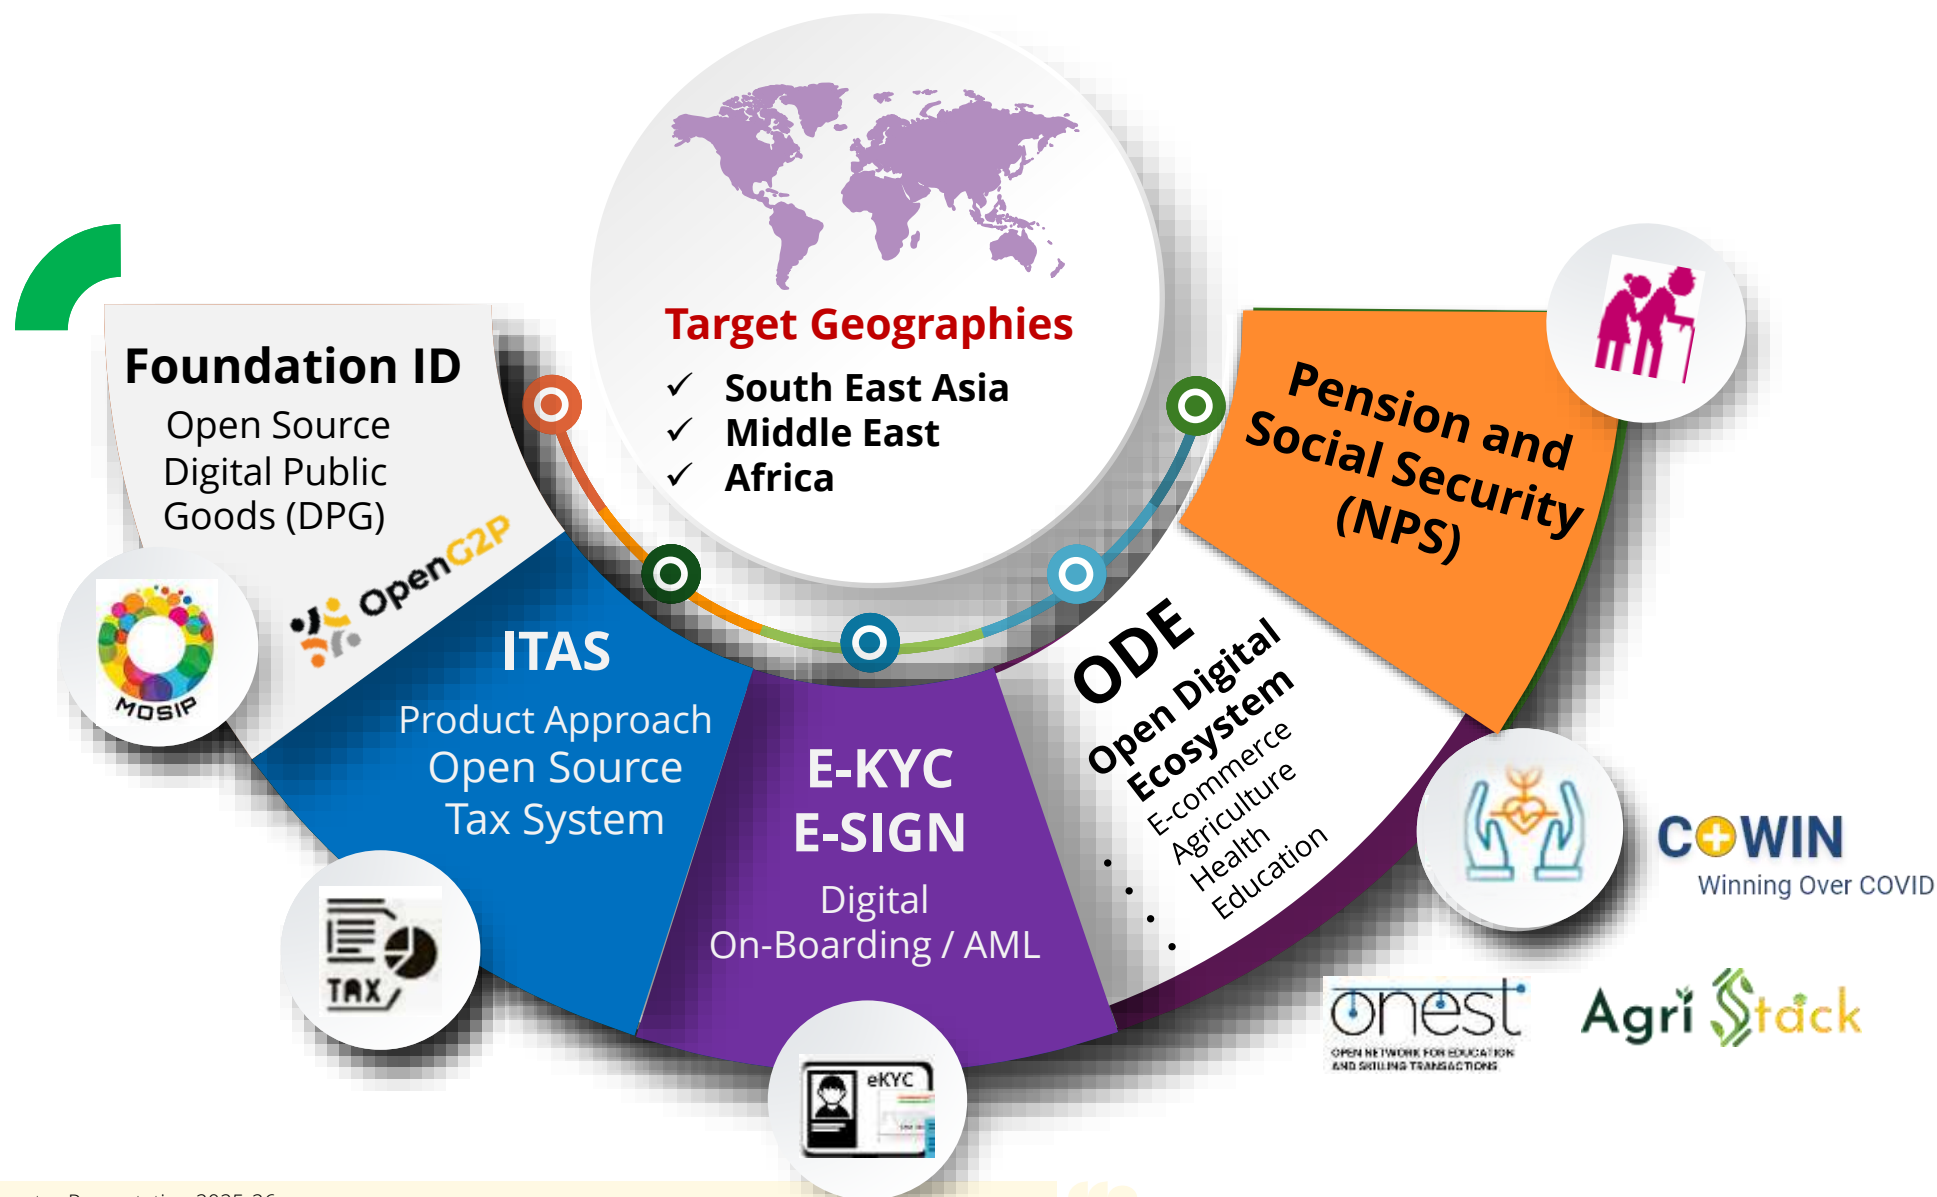 Target Geographies
✓ South East Asia
✓ Middle East
✓ Africa
Foundation ID
Open Source
Digital Public
Goods (DPG)
OpenG2P
MOSIP
ITAS
Product Approach
Open Source
Tax System
TAX
E-KYC
E-SIGN
Digital
On-Boarding / AML
eKYC
ODE
Open Digital
Ecosystem
• E-commerce
• Agriculture
• Health
• Education
Pension and
Social Security
(NPS)
COWIN
Winning Over COVID
onest
OPEN NETWORK FOR EDUCATION
AND SKILLING TRANSACTIONS
Agri Stack
2025-26